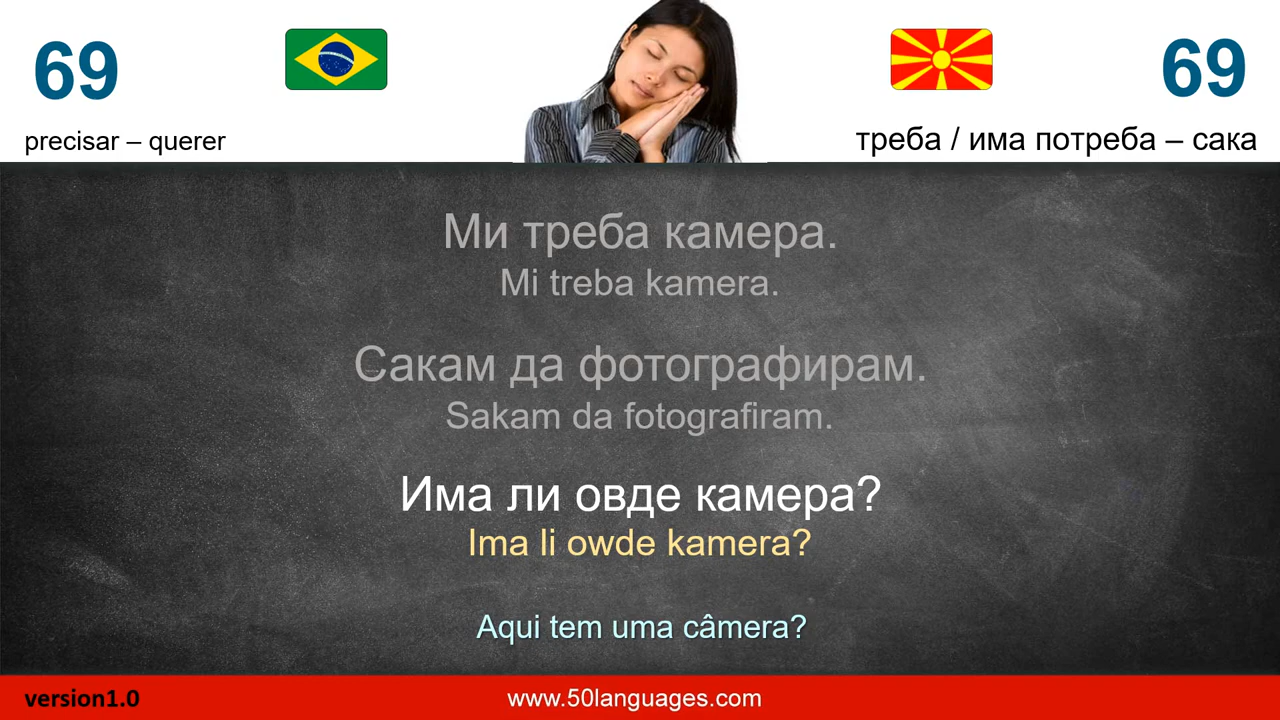 69
69
precisar – querer
треба / има потреба – сака
Ми треба камера.
Mi treba kamera.
Сакам да фотографирам.
Sakam da fotografiram.
Има ли овде камера?
Ima li owde kamera?
Aqui tem uma câmera?
version1.0
www.50languages.com